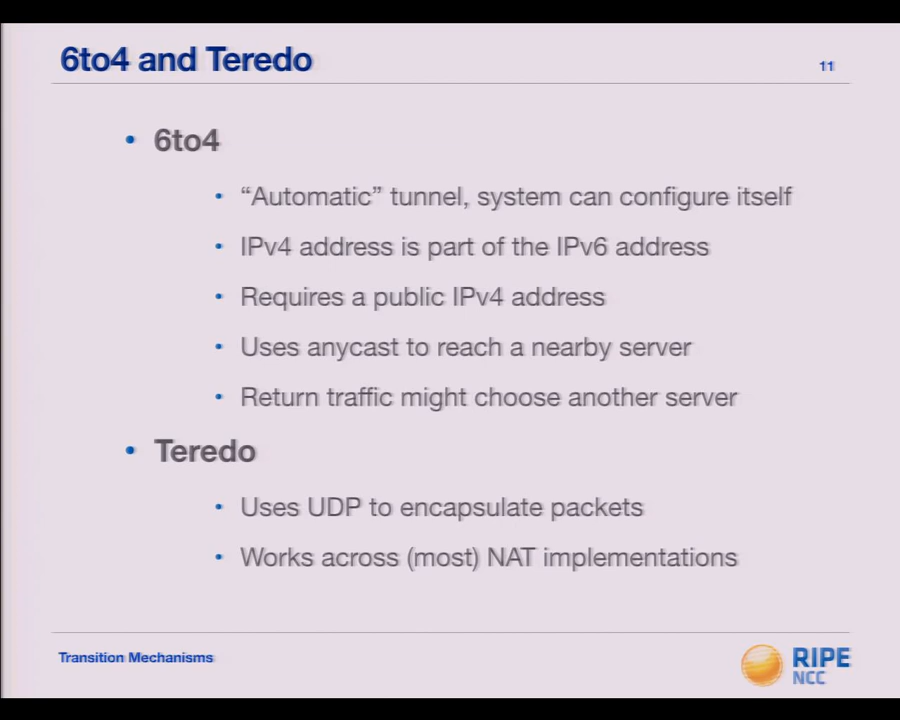 6to4 and Teredo
11
• 6to4
• “Automatic” tunnel, system can configure itself
• IPv4 address is part of the IPv6 address
• Requires a public IPv4 address
• Uses anycast to reach a nearby server
• Return traffic might choose another server
• Teredo
• Uses UDP to encapsulate packets
• Works across (most) NAT implementations
Transition Mechanisms
RIPE
NCC